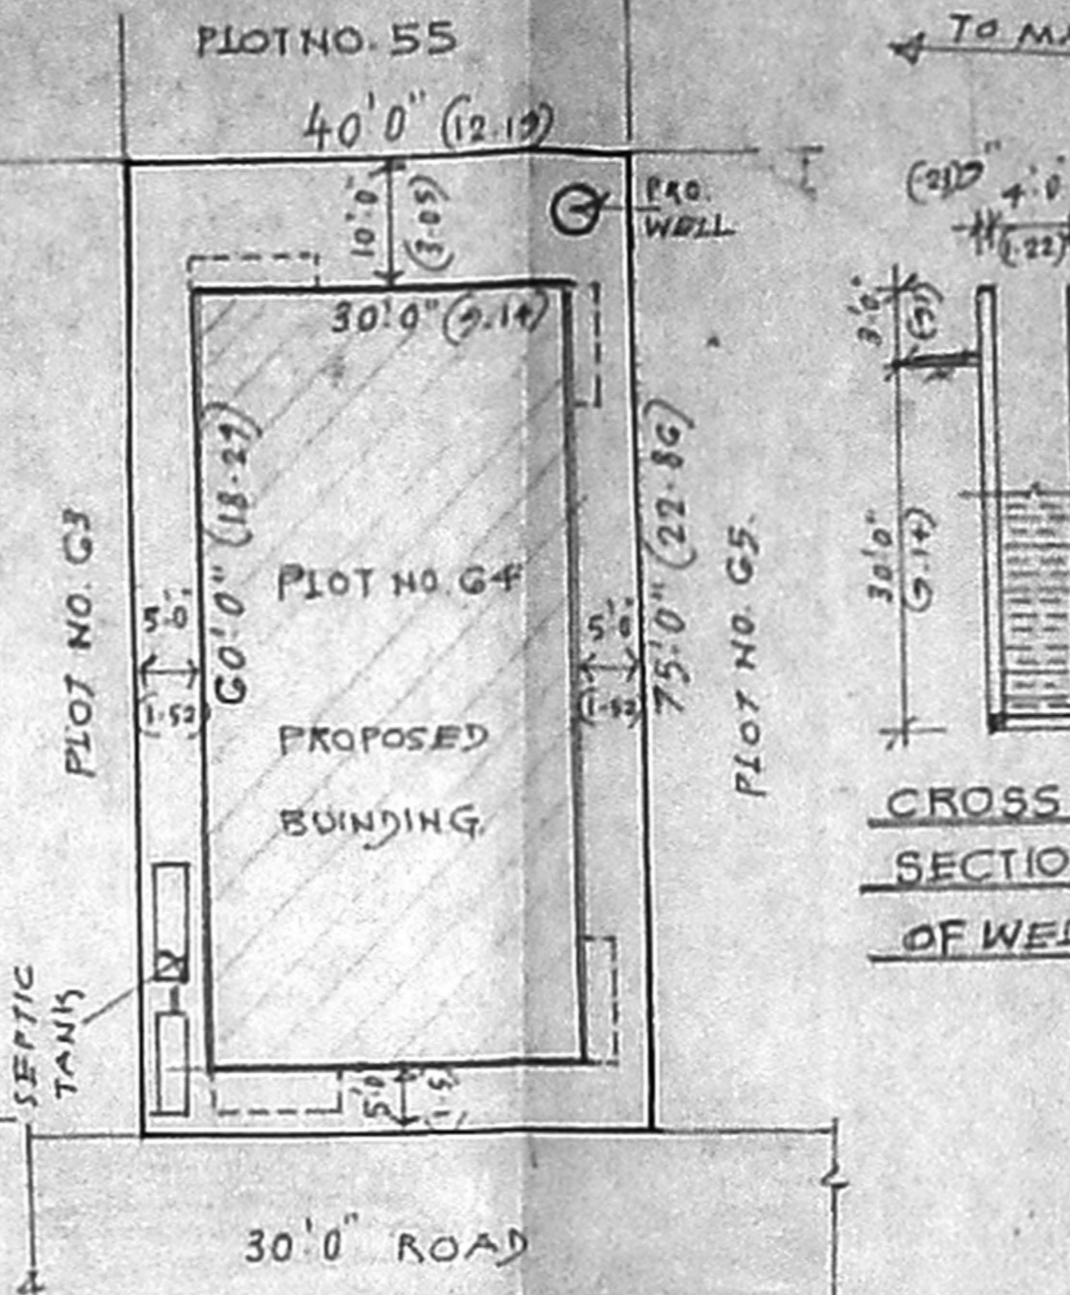 PLOT NO. 55
40'0" (12.19)
10'0"
(3.05)
PRO.
WELL
30'0" (9.14)
60'0" (18.29)
75'0" (22.86)
PLOT NO. 63
PLOT NO. 64
PLOT NO. 65.
5'0"
(1.52)
5'0"
(1.52)
PROPOSED
BUINDING.
SEPTIC
TANK
5'0
30'0" ROAD
TO MA
4'0"
(1.22)
3'0"
(.91)
30'0"
(9.14)
CROSS
SECTIO
OF WEL